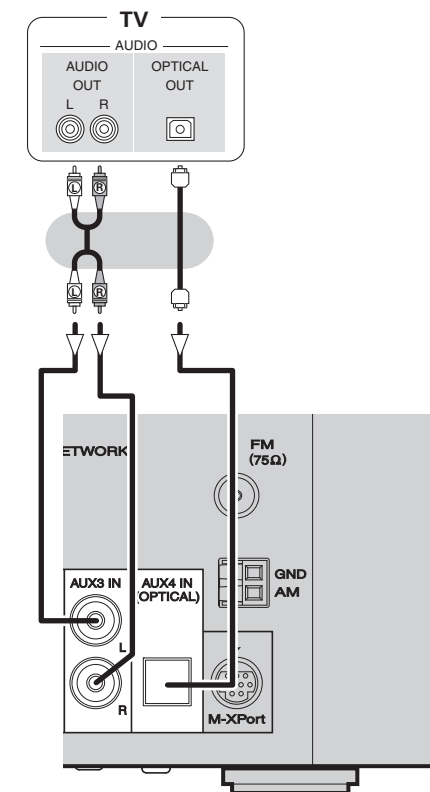 TV
AUDIO
AUDIO OUT
OPTICAL OUT
L R
L R
L R
ETWORK
FM
(75Ω)
GND
AM
AUX3 IN
AUX4 IN
(OPTICAL)
L
R
M-XPort